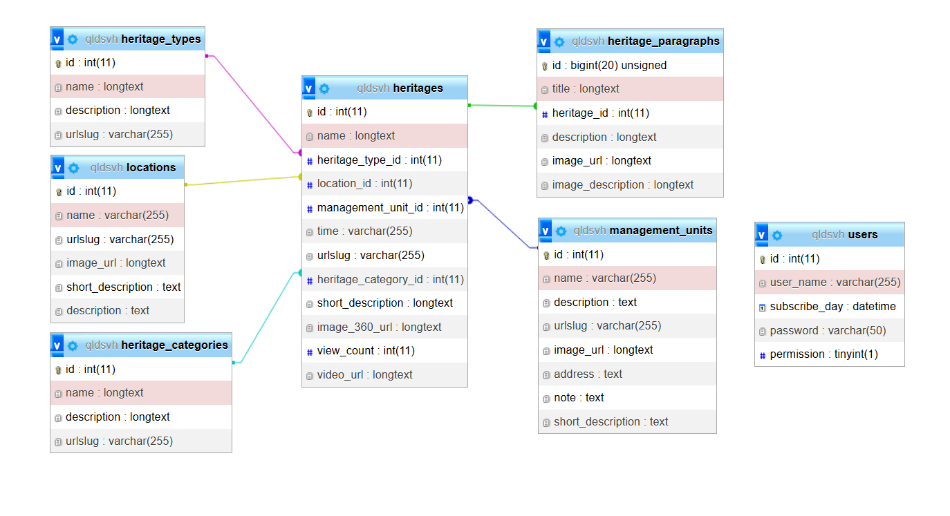 qldsvh heritage_types
id : int(11)
name : longtext
description : longtext
urlslug : varchar(255)
qldsvh locations
id : int(11)
name : varchar(255)
urlslug : varchar(255)
image_url : longtext
short_description : text
description : text
qldsvh heritage_categories
id : int(11)
name : longtext
description : longtext
urlslug : varchar(255)
qldsvh heritages
id : int(11)
name : longtext
heritage_type_id : int(11)
location_id : int(11)
management_unit_id : int(11)
time : varchar(255)
urlslug : varchar(255)
heritage_category_id : int(11)
short_description : longtext
image_360_url : longtext
view_count : int(11)
video_url : longtext
qldsvh heritage_paragraphs
id : bigint(20) unsigned
title : longtext
heritage_id : int(11)
description : longtext
image_url : longtext
image_description : longtext
qldsvh management_units
id : int(11)
name : varchar(255)
description : text
urlslug : varchar(255)
image_url : longtext
address : text
note : text
short_description : text
qldsvh users
id : int(11)
user_name : varchar(255)
subscribe_day : datetime
password : varchar(50)
permission : tinyint(1)